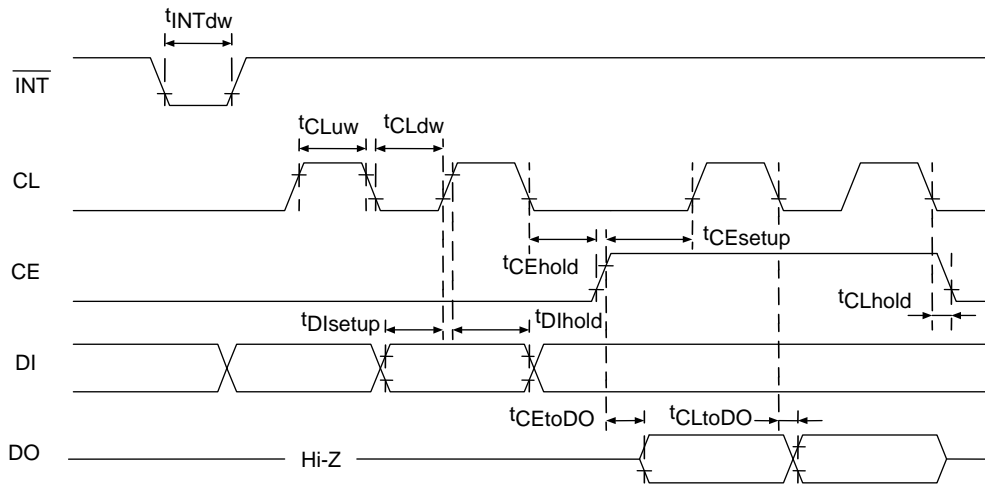 tINTdw
INT
tCLuw
tCLdw
CL
tCEsetup
tCEhold
CE
tCLhold
tDIsetup
tDIhold
DI
tCEtoDO
tCLtoDO
DO
Hi-Z